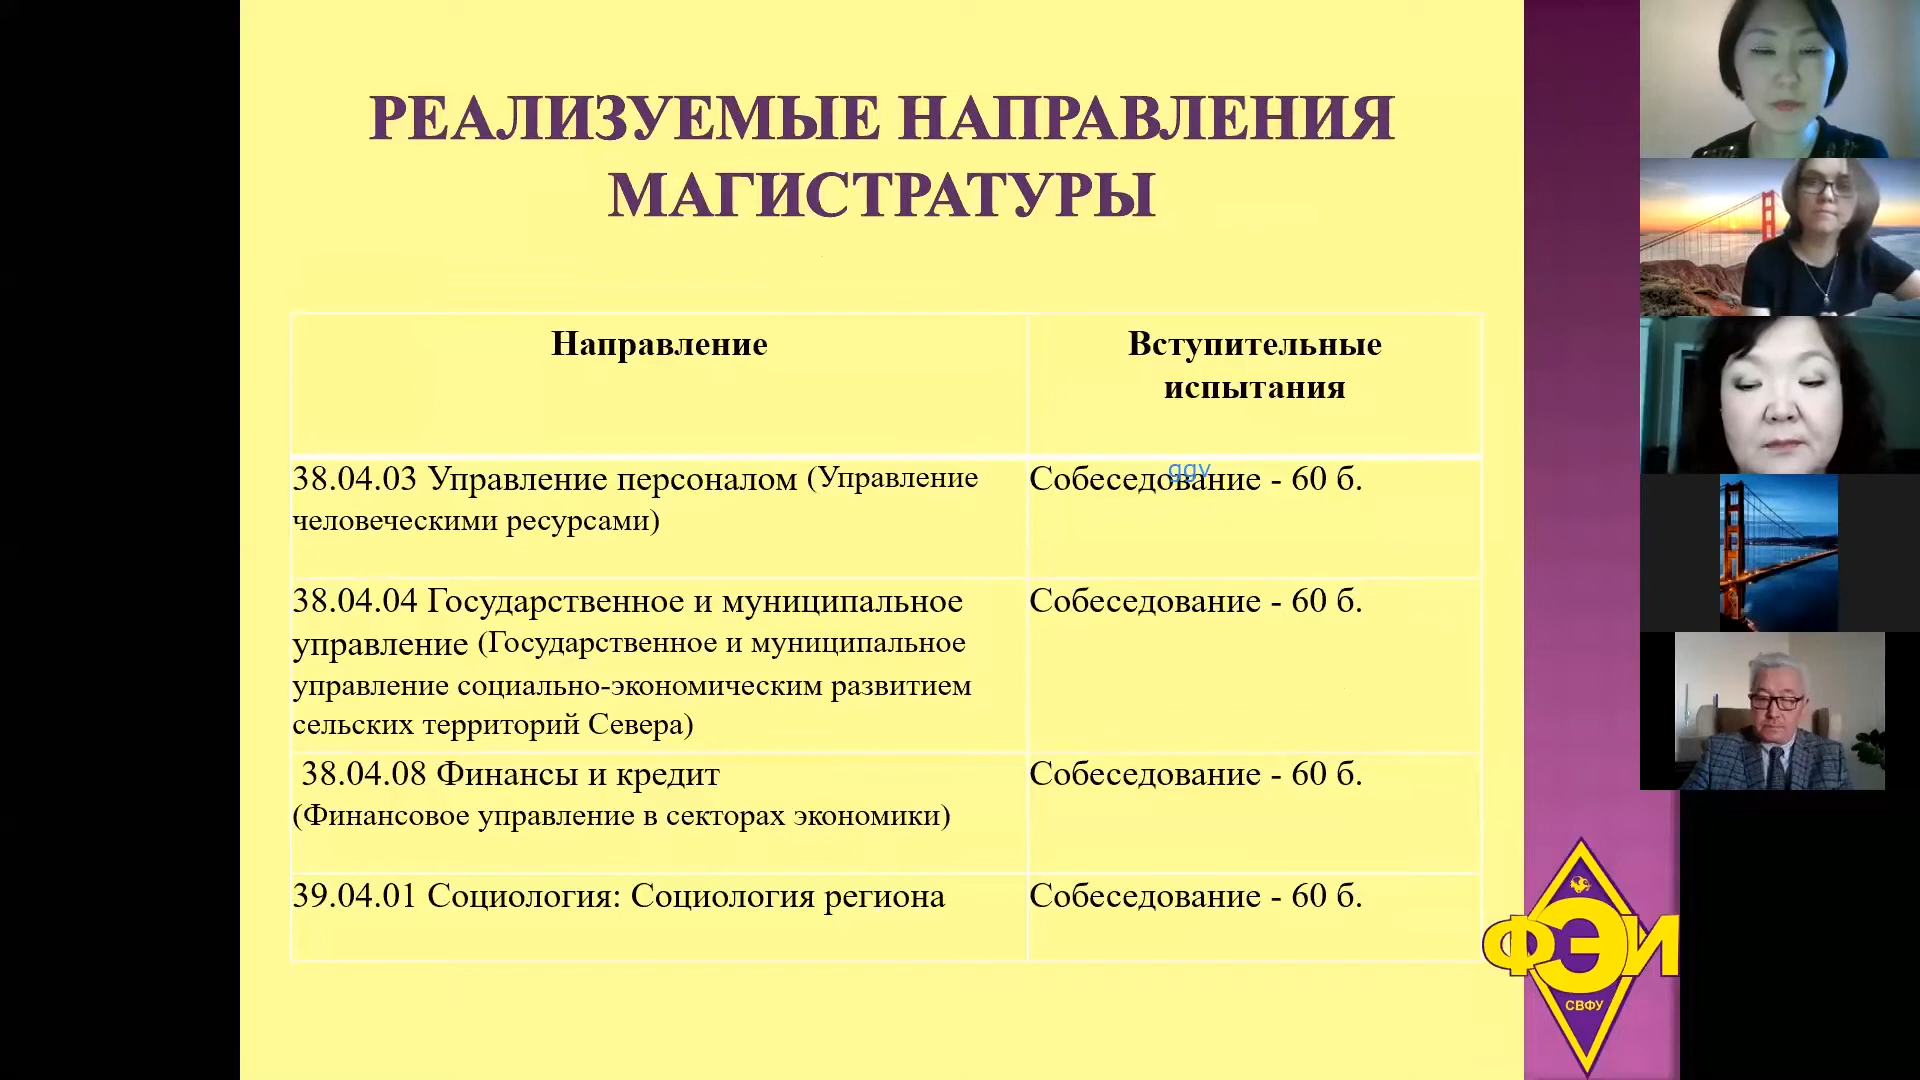 РЕАЛИЗУЕМЫЕ НАПРАВЛЕНИЯ
МАГИСТРАТУРЫ
Направление
Вступительные
испытания
38.04.03 Управление персоналом (Управление
человеческими ресурсами)
Собеседование - 60 б.
ggv
38.04.04 Государственное и муниципальное
управление (Государственное и муниципальное
управление социально-экономическим развитием
сельских территорий Севера)
Собеседование - 60 б.
38.04.08 Финансы и кредит
(Финансовое управление в секторах экономики)
Собеседование - 60 б.
39.04.01 Социология: Социология региона
Собеседование - 60 б.
ФЭИ
СВФУ